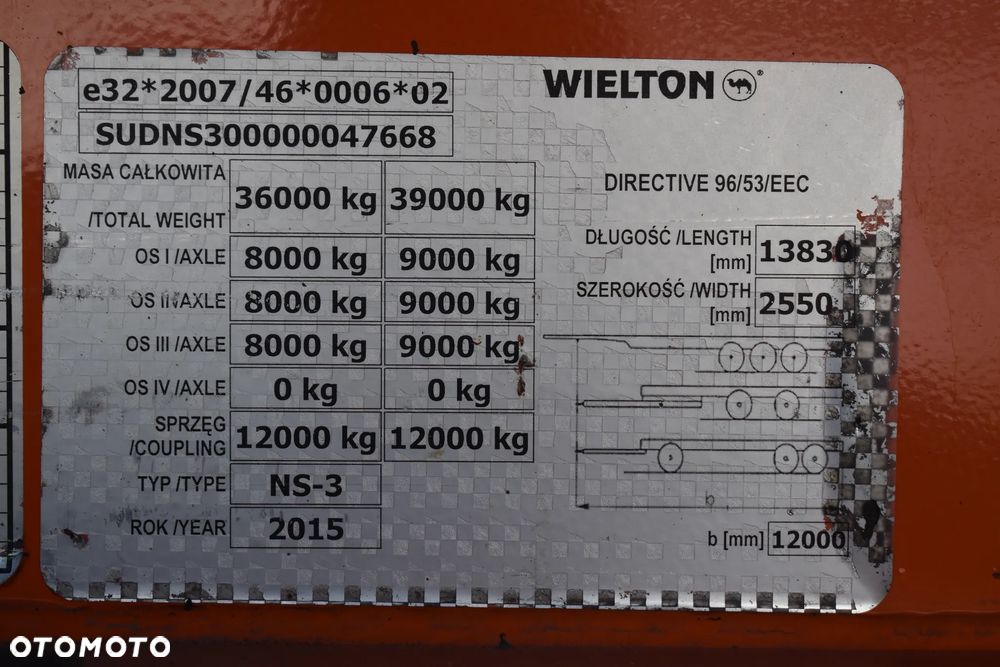 e32*2007/46*0006*02
WIELTON
SUDNS300000047668
MASA CAŁKOWITA
/TOTAL WEIGHT
36000 kg 39000 kg
DIRECTIVE 96/53/EEC
OS I /AXLE 8000 kg 9000 kg
DŁUGOŚĆ /LENGTH
[mm] 13830
OS II /AXLE 8000 kg 9000 kg
SZEROKOŚĆ /WIDTH
[mm] 2550
OS III /AXLE 8000 kg 9000 kg
OS IV /AXLE 0 kg 0 kg
SPRZĘG
/COUPLING 12000 kg 12000 kg
TYP /TYPE NS-3
b
ROK /YEAR 2015
b [mm] 12000
OTOMOTO